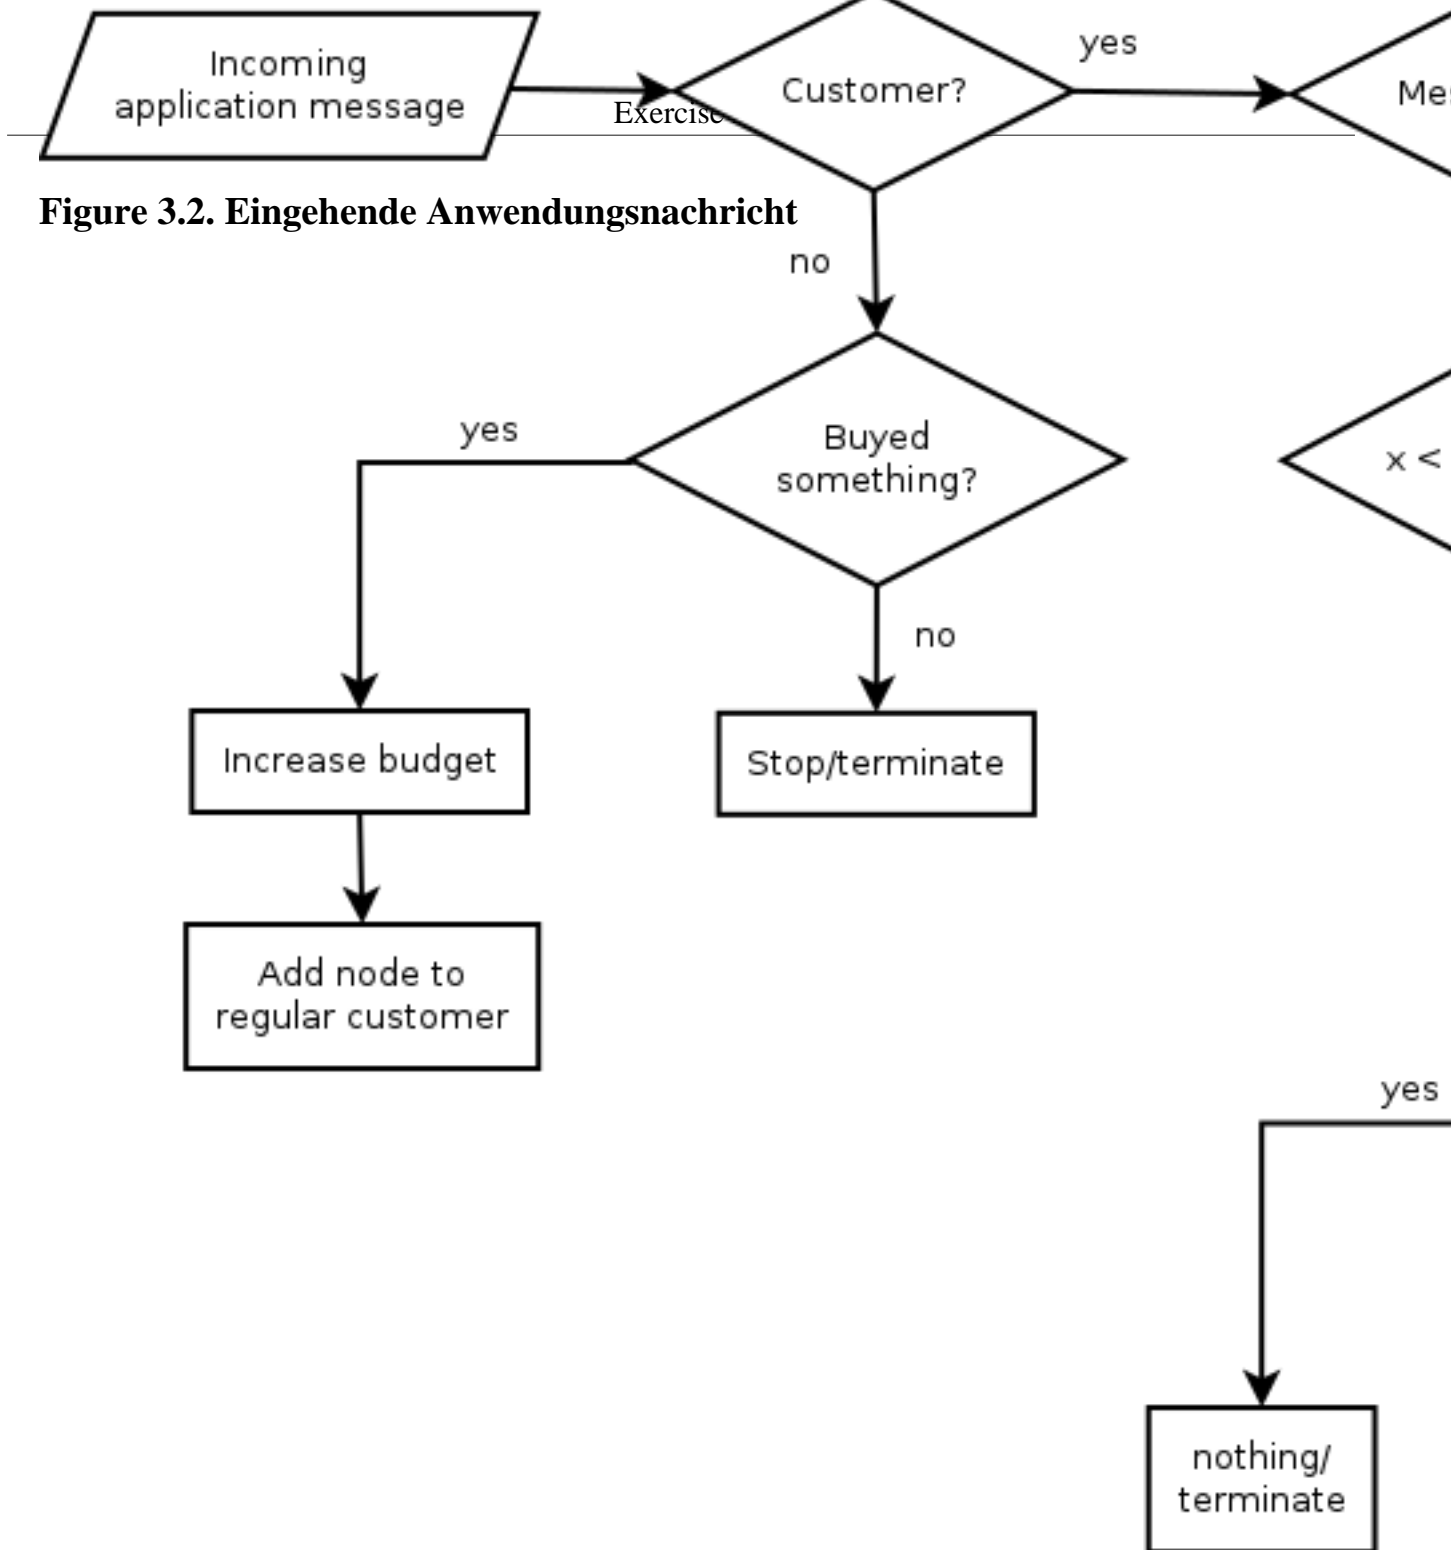 Incoming
application message
Customer?
yes
Exercise
Figure 3.2. Eingehende Anwendungsnachricht
no
Buyed
something?
yes
x <
no
Increase budget
Stop/terminate
Add node to
regular customer
yes
nothing/
terminate